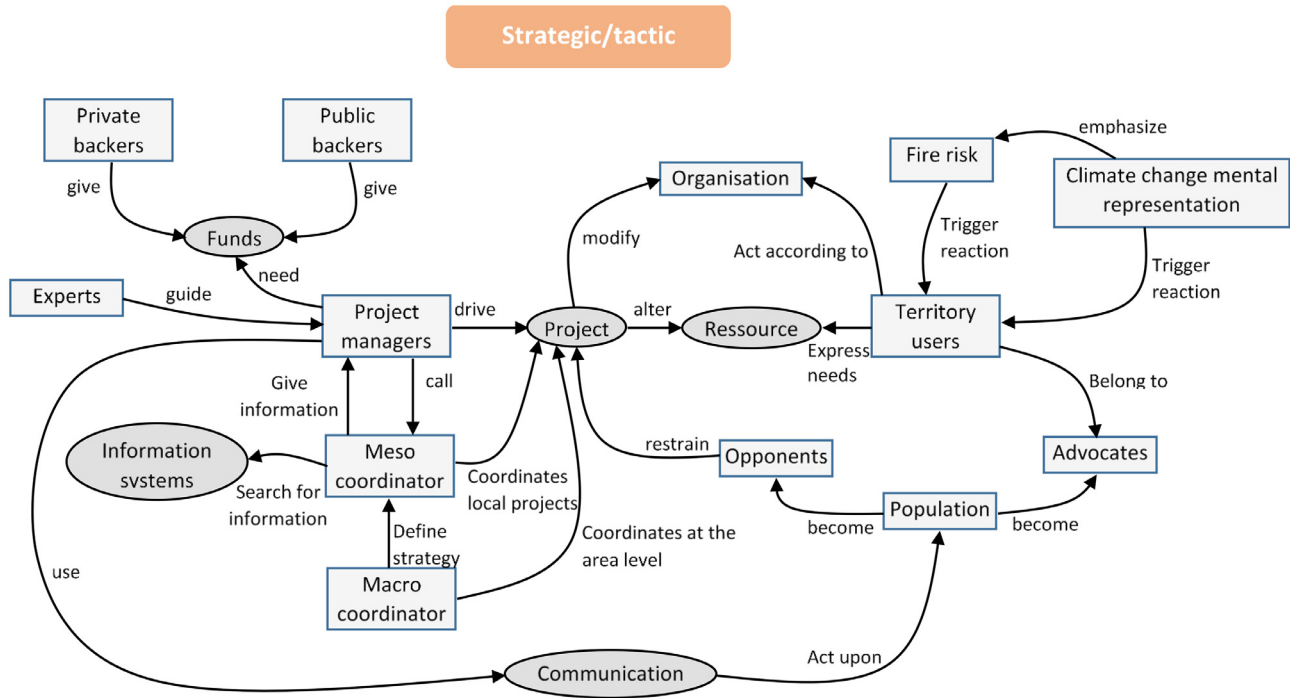 Strategic/tactic
Private
backers
Public
backers
give
give
Funds
need
Experts
guide
Project
managers
drive
Project
alter
Ressource
modify
Organisation
Act according to
Fire risk
emphasize
Climate change mental
representation
Trigger
reaction
Trigger
reaction
Territory
users
Express
needs
Belong to
Give
information
call
Information
systems
Search for
information
Meso
coordinator
Coordinates
local projects
restrain
Opponents
Advocates
Population
become
become
Define
strategy
Coordinates at the
area level
Macro
coordinator
use
Communication
Act upon